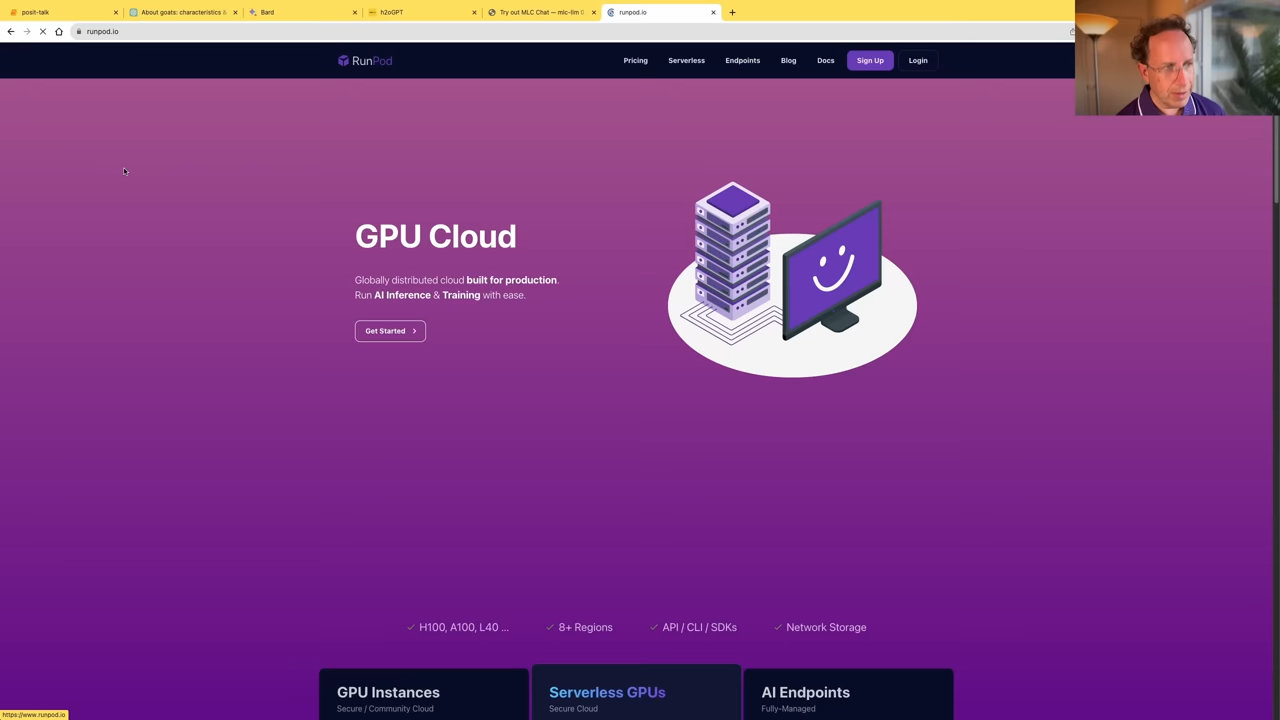 posit-talk
About goats: characteristics &
Bard
h2oGPT
Try out MLC Chat — mlc-llm 0
runpod.io
runpod.io
RunPod
Pricing
Serverless
Endpoints
Blog
Docs
Sign Up
Login
GPU Cloud
Globally distributed cloud built for production.
Run AI Inference & Training with ease.
Get Started
H100, A100, L40 ...
8+ Regions
API / CLI / SDKs
Network Storage
GPU Instances
Secure / Community Cloud
Serverless GPUs
Secure Cloud
AI Endpoints
Fully-Managed
https://www.runpod.io